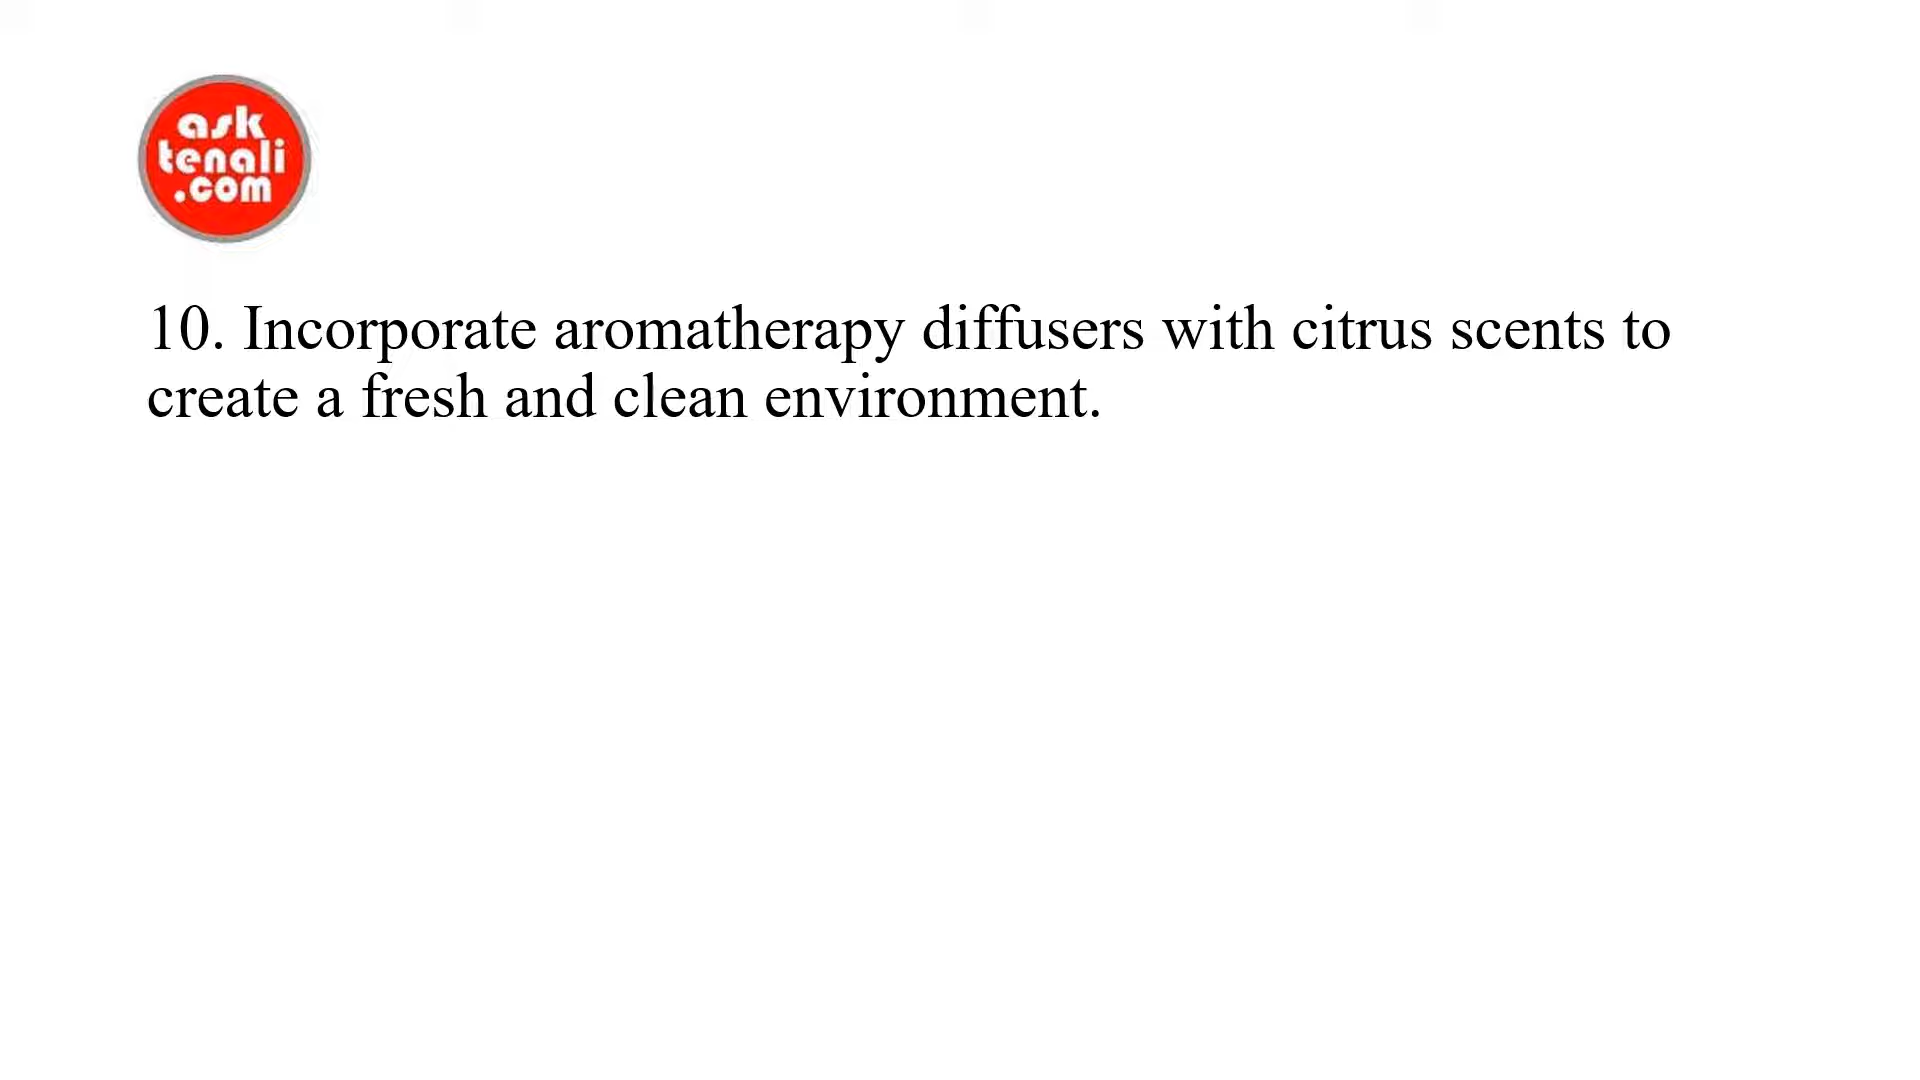 ask
tenali
.com
10. Incorporate aromatherapy diffusers with citrus scents to
create a fresh and clean environment.